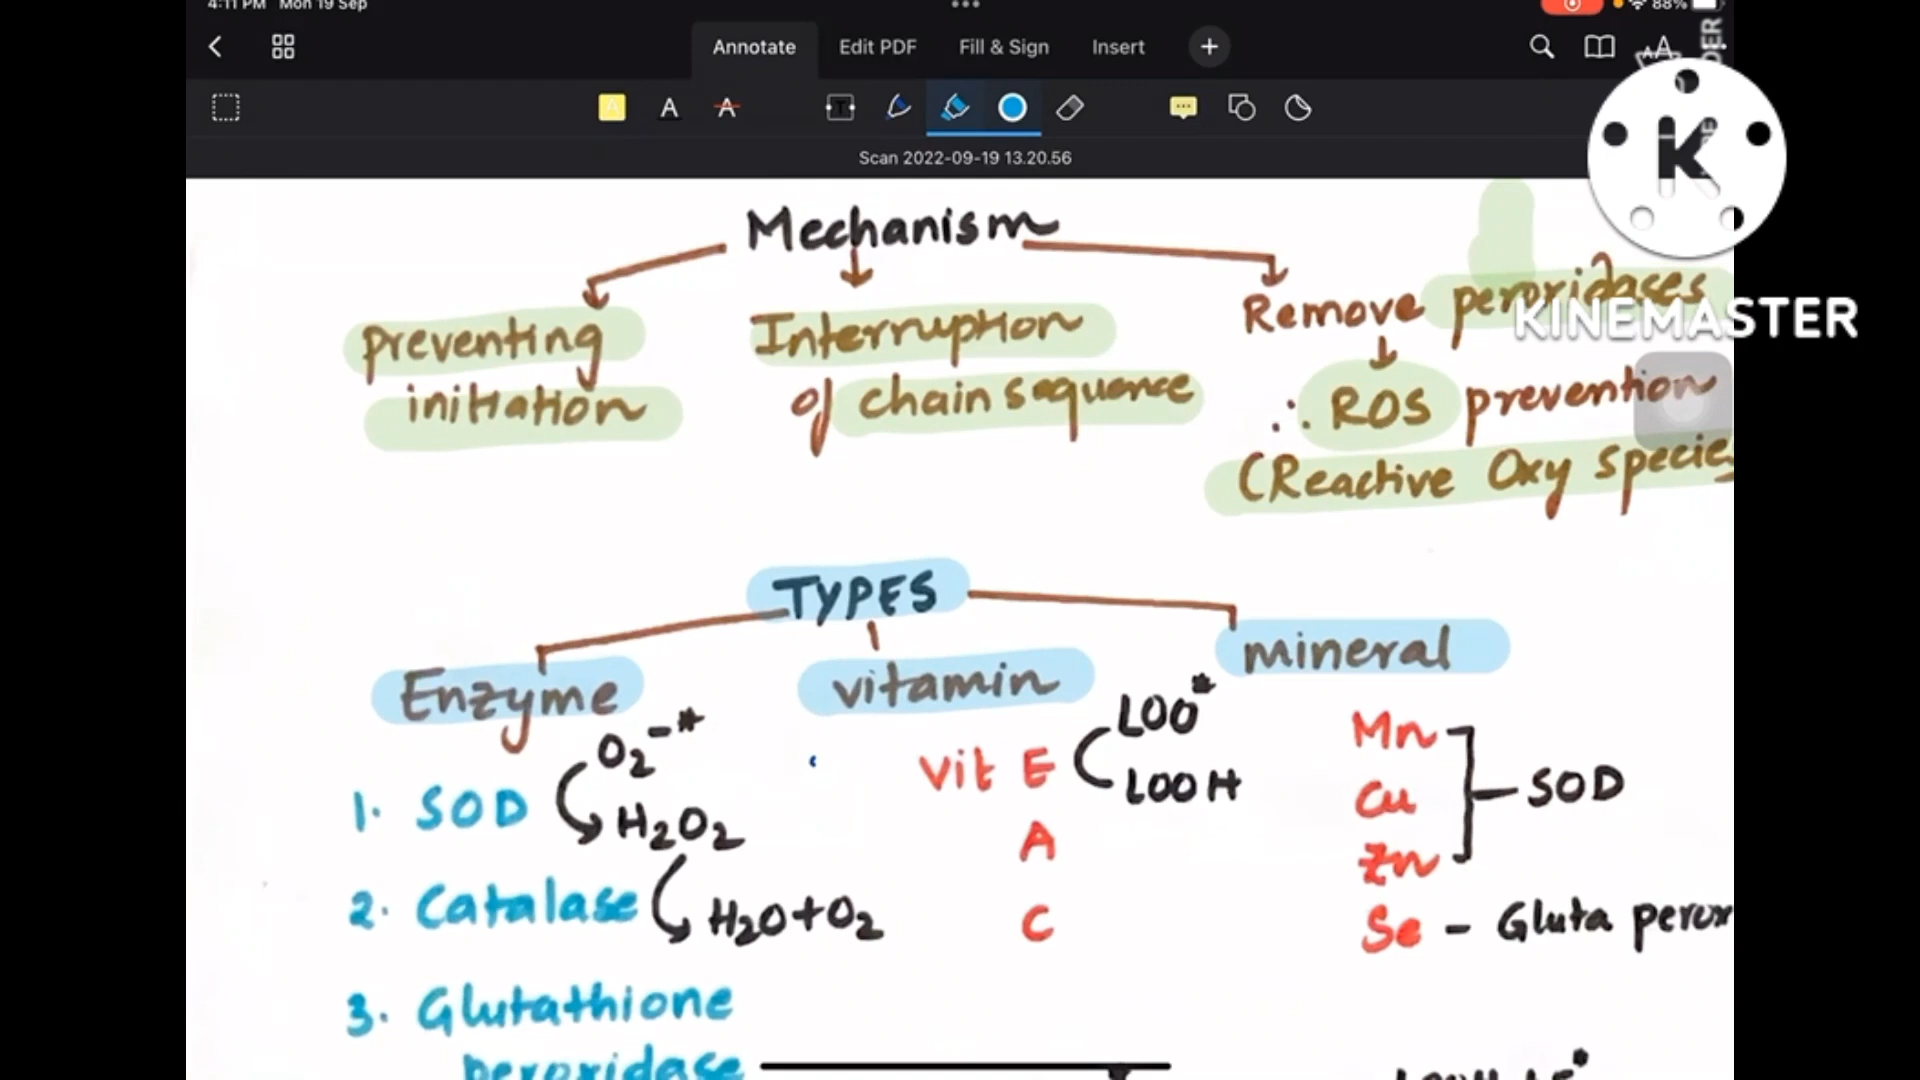 4:11 PM Mon 19 Sep
88%
Annotate Edit PDF Fill & Sign Insert +
Scan 2022-09-19 13.20.56
K
KINEMASTER
Mechanism
preventing
initiation
Interruption
of chain sequence
Remove peroxidases
∴ ROS prevention
(Reactive Oxy species
TYPES
Enzyme
vitamin
mineral
1. SOD
O2-*
H2O2
2. Catalase
H2O+O2
3. Glutathione
peroxidase
Vit E
LOO*
LOOH
A
C
Mn
Cu
Zn
SOD
Se - Gluta perox